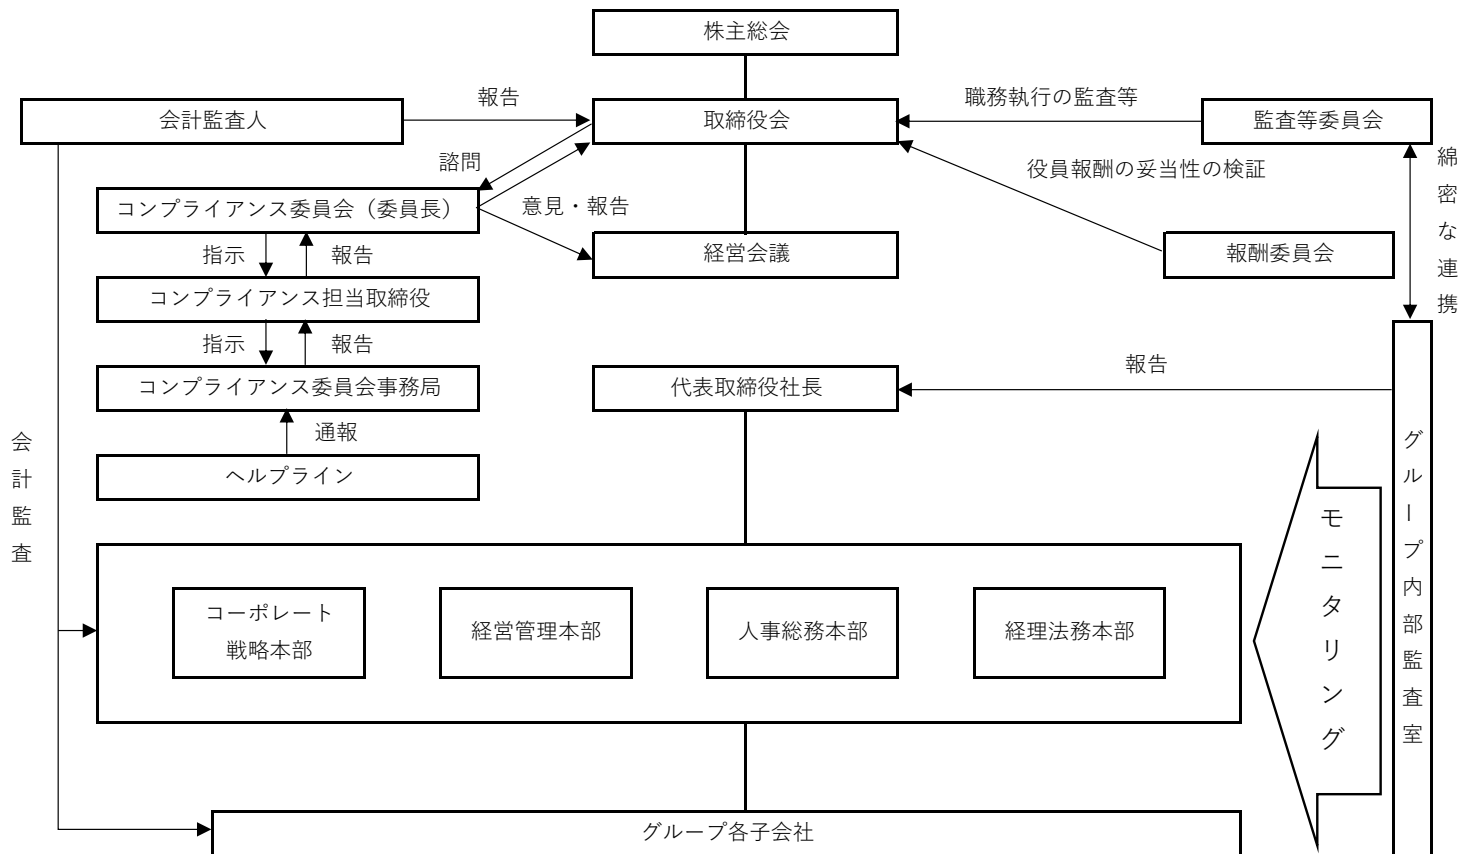 株主総会
会計監査人
報告
取締役会
職務執行の監査等
監査等委員会
諮問
役員報酬の妥当性の検証
綿密な連携
コンプライアンス委員会（委員長）
意見・報告
指示
報告
経営会議
報酬委員会
コンプライアンス担当取締役
指示
報告
コンプライアンス委員会事務局
代表取締役社長
報告
通報
ヘルプライン
会計監査
モニタリング
グループ内部監査室
コーポレート
戦略本部
経営管理本部
人事総務本部
経理法務本部
グループ各子会社